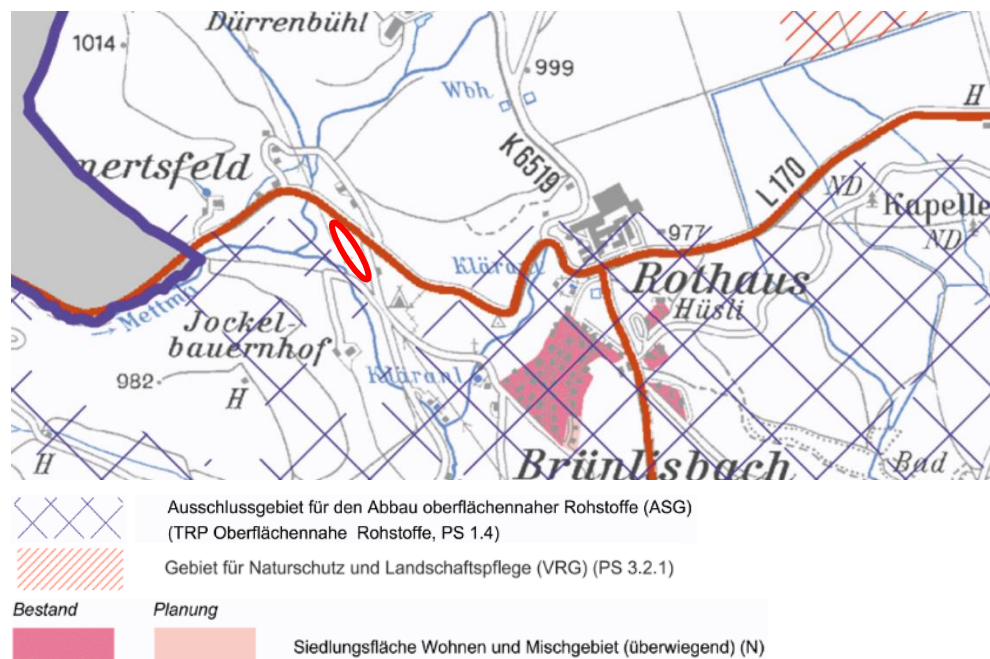 Dürrenbühl
1014
999
Wbh
H
K 6519
L 170
mertsfeld
ND
Kapelle
977
ND
Kläranl
Rothaus
Hüsli
Mettma
Jockel-
bauernhof
982
Kläranl
H
H
Brünlisbach
Bad
Ausschlussgebiet für den Abbau oberflächennaher Rohstoffe (ASG)
(TRP Oberflächennahe Rohstoffe, PS 1.4)
Gebiet für Naturschutz und Landschaftspflege (VRG) (PS 3.2.1)
Bestand Planung
Siedlungsfläche Wohnen und Mischgebiet (überwiegend) (N)